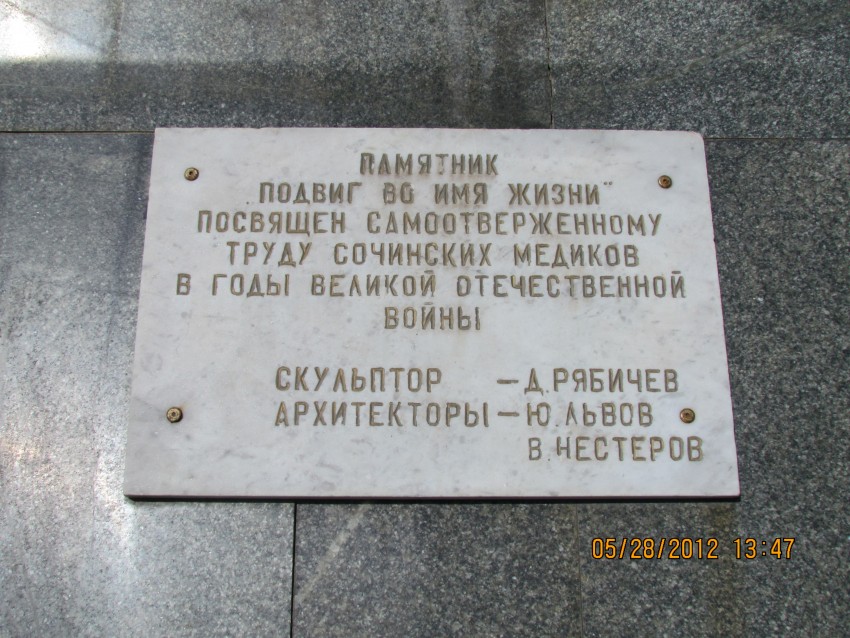 ПАМЯТНИК
„ПОДВИГ ВО ИМЯ ЖИЗНИ"
ПОСВЯЩЕН САМООТВЕРЖЕННОМУ
ТРУДУ СОЧИНСКИХ МЕДИКОВ
В ГОДЫ ВЕЛИКОЙ ОТЕЧЕСТВЕННОЙ
ВОЙНЫ
СКУЛЬПТОР – Д.РЯБИЧЕВ
АРХИТЕКТОРЫ – Ю.ЛЬВОВ
В.НЕСТЕРОВ
05/28/2012 13:47